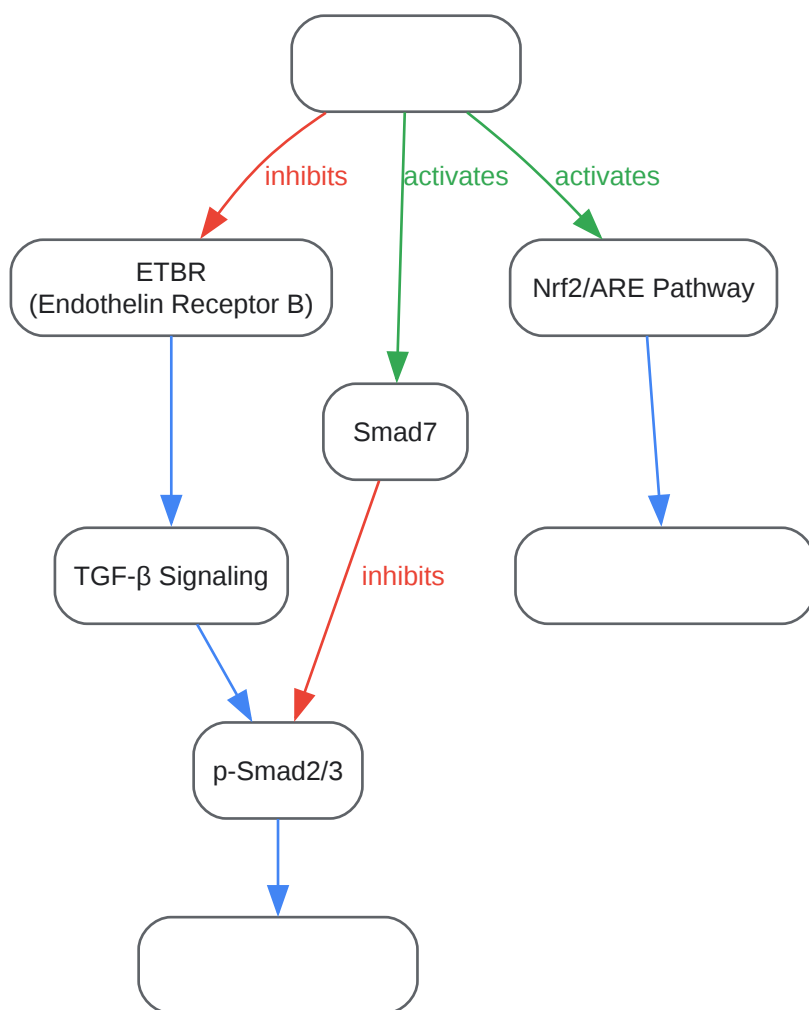 inhibits
activates
activates
ETBR
(Endothelin Receptor B)
Nrf2/ARE Pathway
Smad7
TGF-β Signaling
inhibits
p-Smad2/3